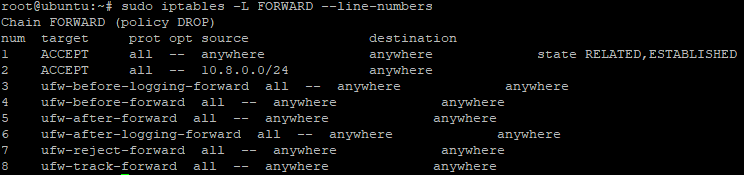 root@ubuntu:~# sudo iptables -L FORWARD --line-numbers
Chain FORWARD (policy DROP)
num  target     prot opt source               destination
1    ACCEPT     all  --  anywhere             anywhere             state RELATED,ESTABLISHED
2    ACCEPT     all  --  10.8.0.0/24          anywhere
3    ufw-before-logging-forward  all  --  anywhere             anywhere
4    ufw-before-forward  all  --  anywhere             anywhere
5    ufw-after-forward  all  --  anywhere             anywhere
6    ufw-after-logging-forward  all  --  anywhere             anywhere
7    ufw-reject-forward  all  --  anywhere             anywhere
8    ufw-track-forward  all  --  anywhere             anywhere